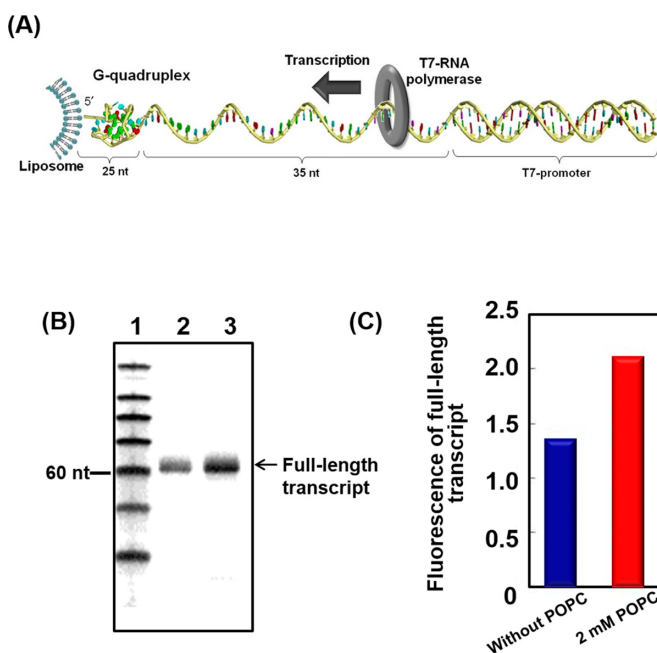 (A)
Transcription
T7-RNA
polymerase
G-quadruplex
5'
Liposome
25 nt
35 nt
T7-promoter
(B)
1 2 3
60 nt
Full-length
transcript
(C)
Fluorescence of full-length
transcript
2.5
2.0
1.5
1.0
0.5
0
Without POPC
2 mM POPC